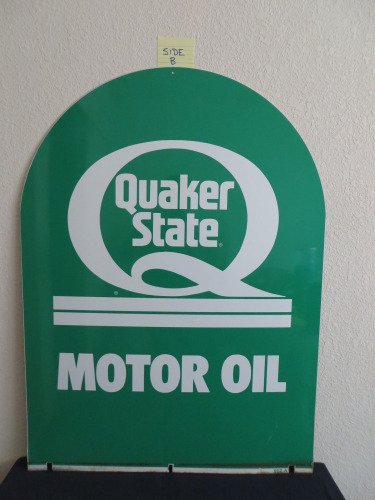 SIDE
B
Quaker
State
MOTOR OIL